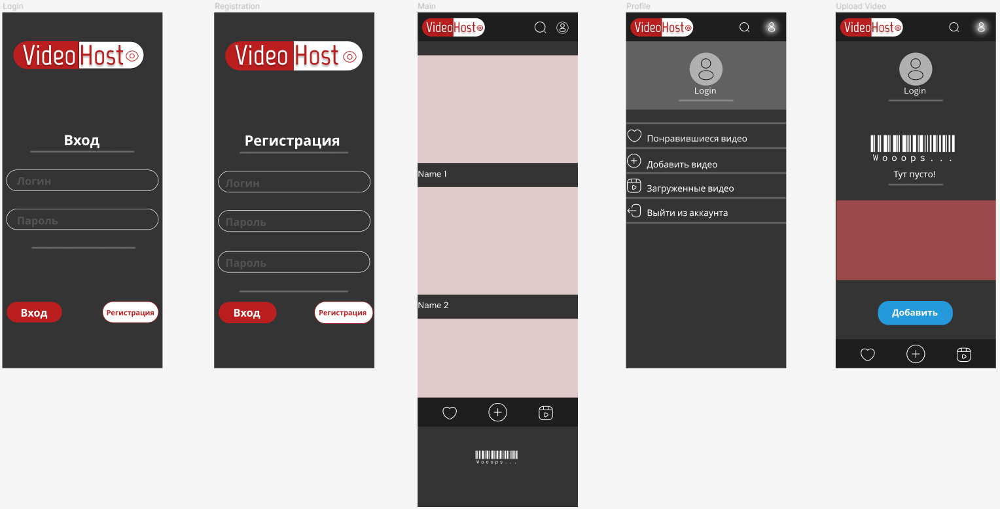 Login
VideoHost
Вход
Логин
Пароль
Вход
Регистрация
Registration
Video Host
Регистрация
Логин
Пароль
Пароль
Вход
Регистрация
Main
VideoHost
Name 1
Name 2
Wooops...
Profile
VideoHost
Login
Понравившиеся видео
Добавить видео
Загруженные видео
Выйти из аккаунта
Upload Video
VideoHost
Login
Wooops...
Тут пусто!
Добавить